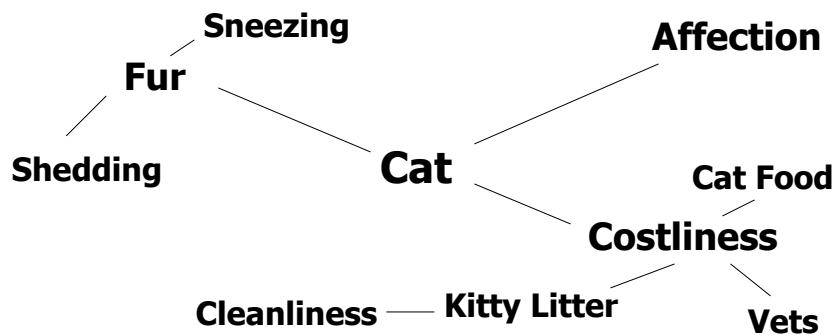 Sneezing
Affection
Fur
Shedding
Cat
Cat Food
Costliness
Cleanliness
Kitty Litter
Vets